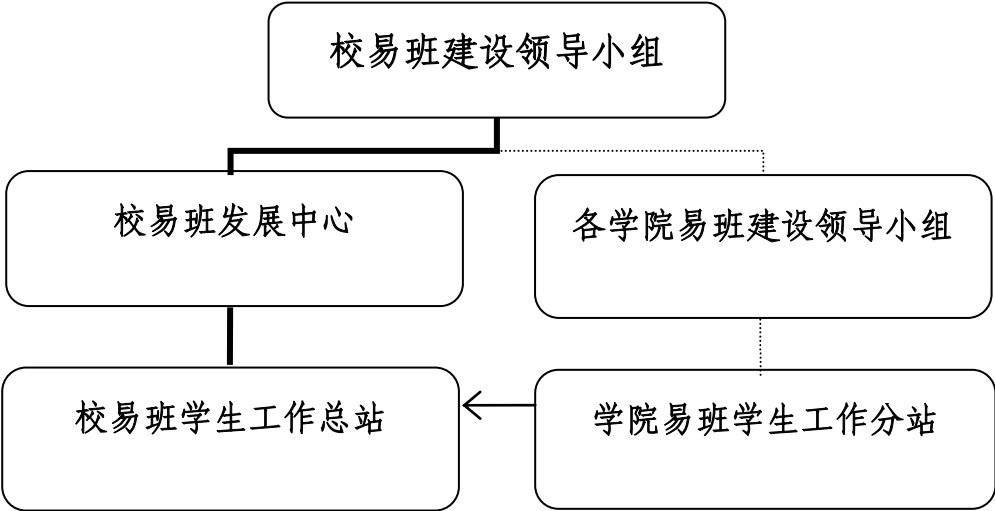 校易班建设领导小组
校易班发展中心
各学院易班建设领导小组
校易班学生工作总站
学院易班学生工作分站